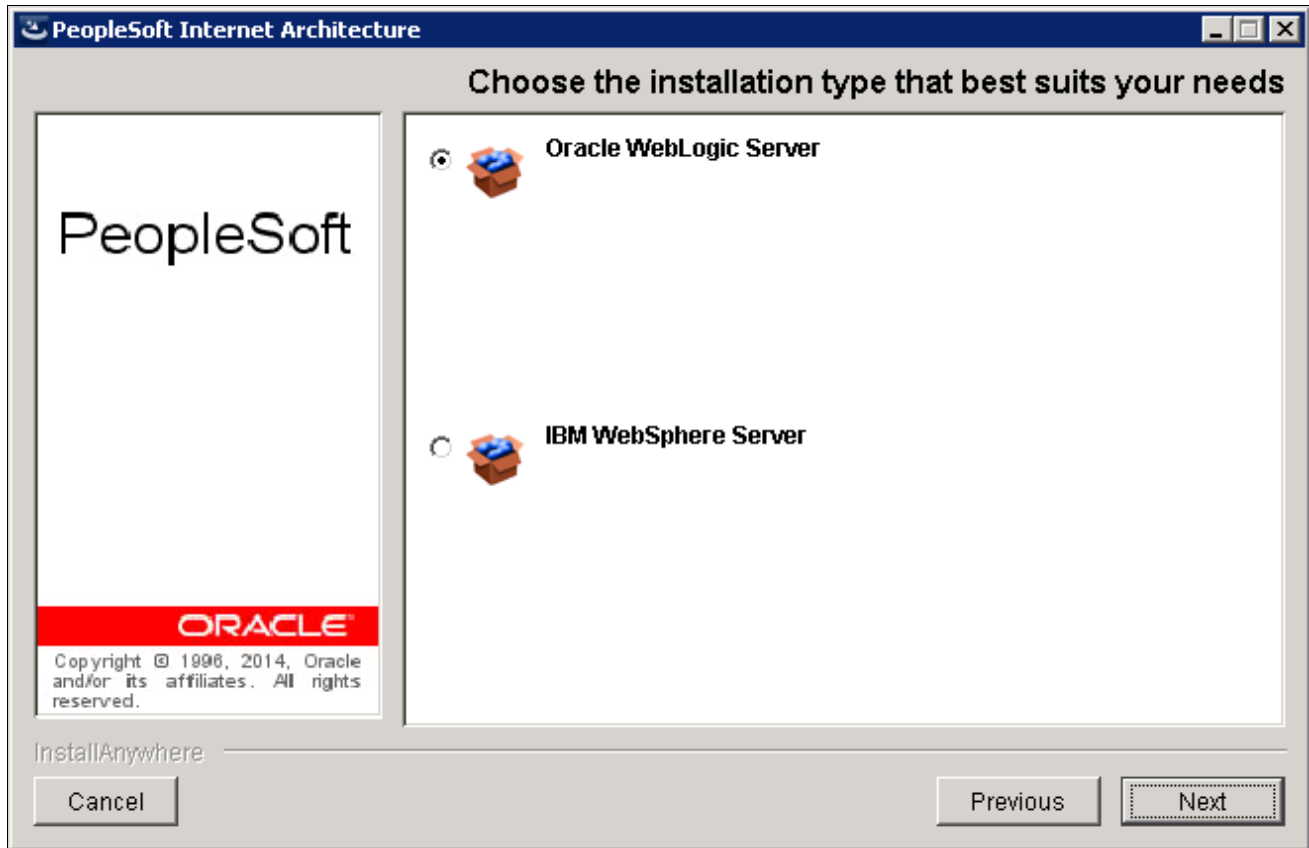 PeopleSoft Internet Architecture
Choose the installation type that best suits your needs
PeopleSoft
ORACLE
Copyright © 1996, 2014, Oracle
and/or its affiliates. All rights
reserved.
Oracle WebLogic Server
IBM WebSphere Server
InstallAnywhere
Cancel
Previous
Next